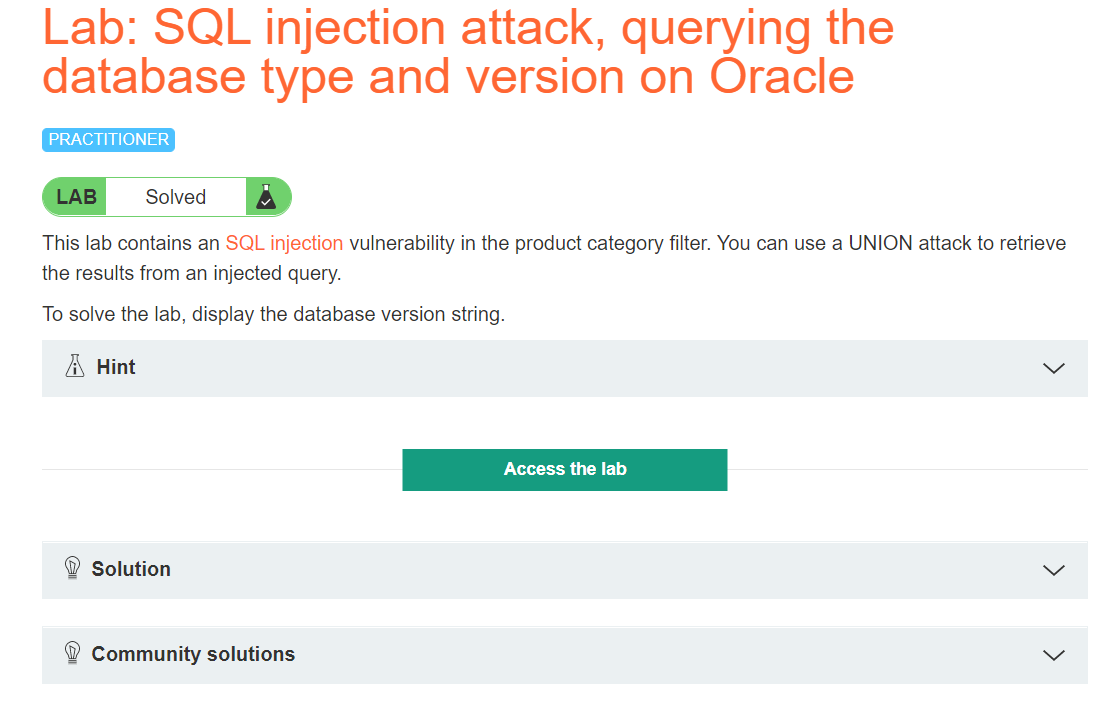 Lab: SQL injection attack, querying the
database type and version on Oracle
PRACTITIONER
LAB Solved
This lab contains an SQL injection vulnerability in the product category filter. You can use a UNION attack to retrieve
the results from an injected query.
To solve the lab, display the database version string.
Hint
Access the lab
Solution
Community solutions